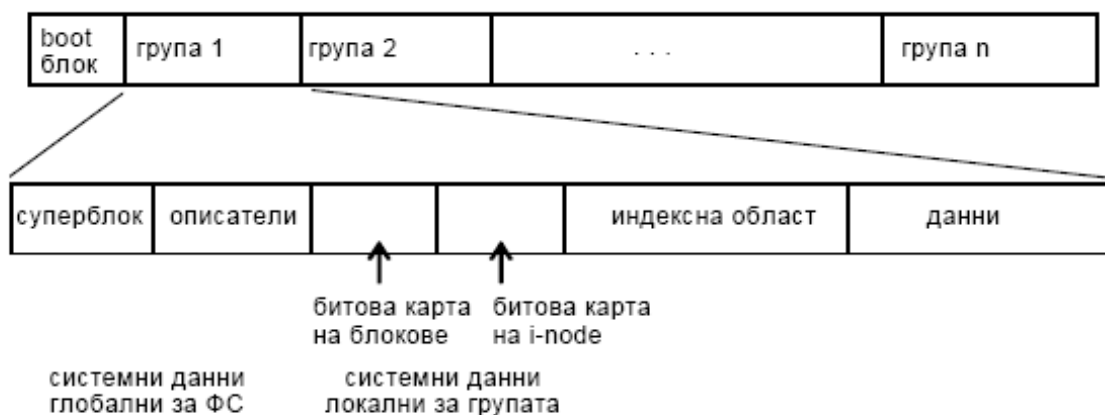 boot
блок
група 1
група 2
. . .
група n
суперблок
описатели
индексна област
данни
битова карта
на блокове
битова карта
на i-node
системни данни
глобални за ФС
системни данни
локални за групата